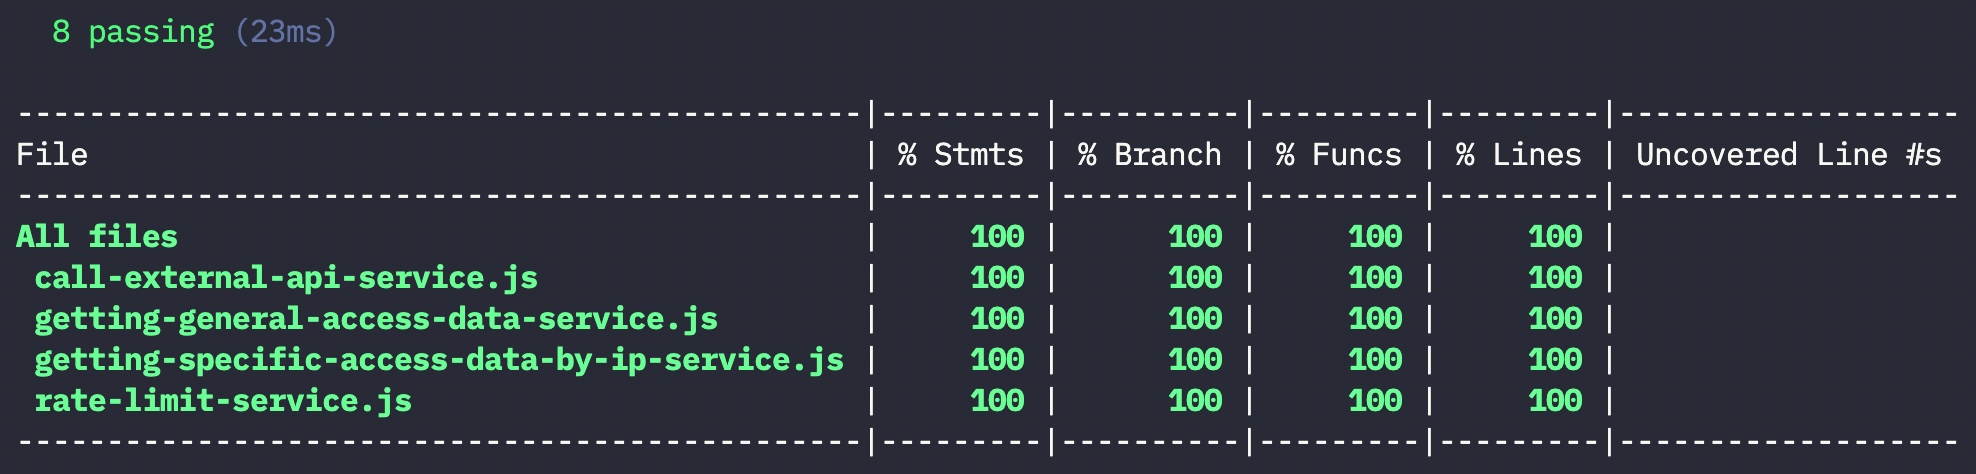 8 passing (23ms)
-----------------------------------------------|---------|----------|---------|---------|-------------------
File                                           | % Stmts | % Branch | % Funcs | % Lines | Uncovered Line #s
-----------------------------------------------|---------|----------|---------|---------|-------------------
All files                                      |     100 |      100 |     100 |     100 |
 call-external-api-service.js                  |     100 |      100 |     100 |     100 |
 getting-general-access-data-service.js        |     100 |      100 |     100 |     100 |
 getting-specific-access-data-by-ip-service.js |     100 |      100 |     100 |     100 |
 rate-limit-service.js                         |     100 |      100 |     100 |     100 |
-----------------------------------------------|---------|----------|---------|---------|-------------------